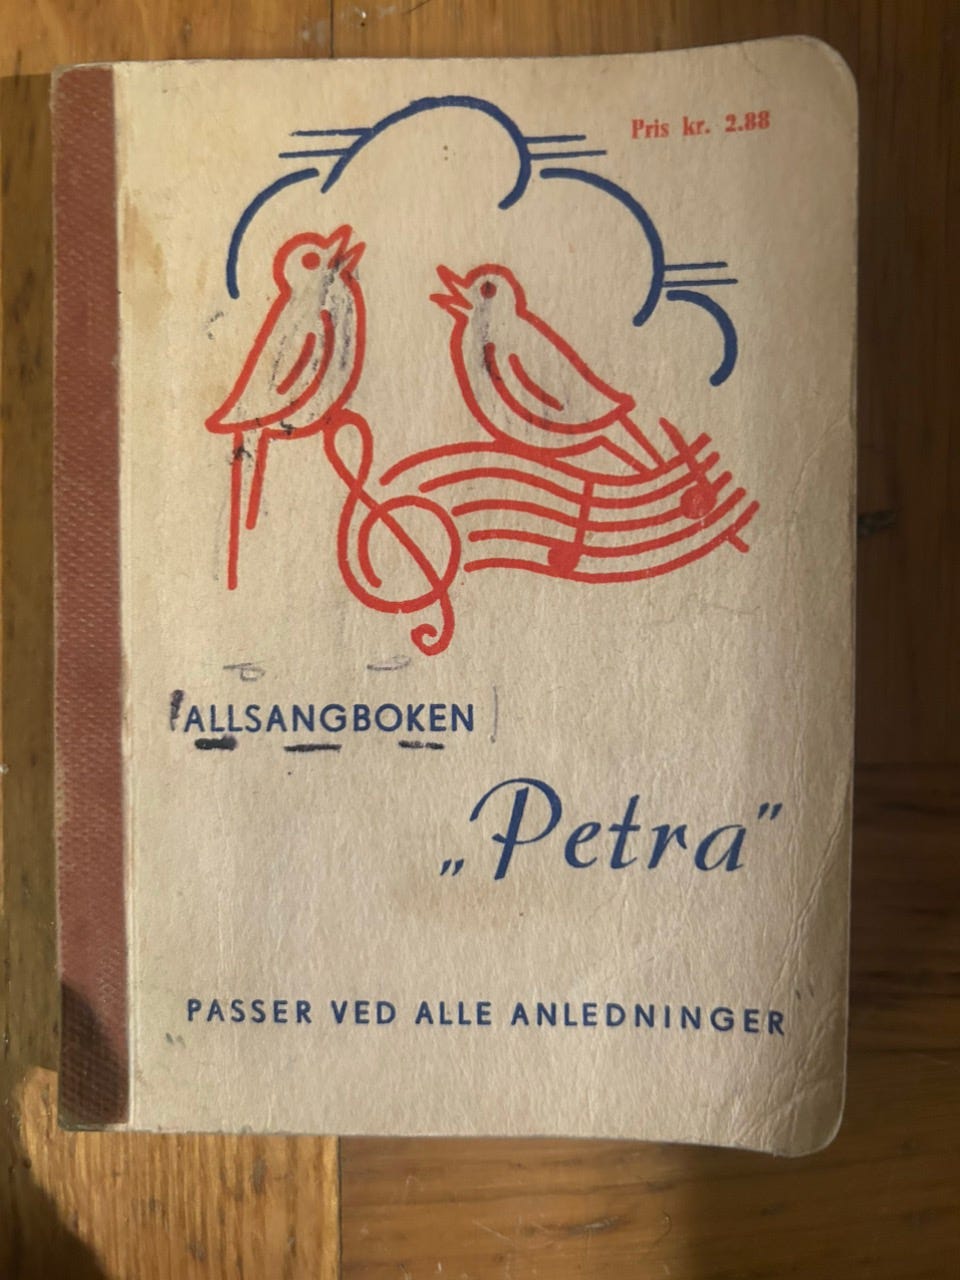 Pris kr. 2.88
ALLSANGBOKEN
„Petra”
PASSER VED ALLE ANLEDNINGER